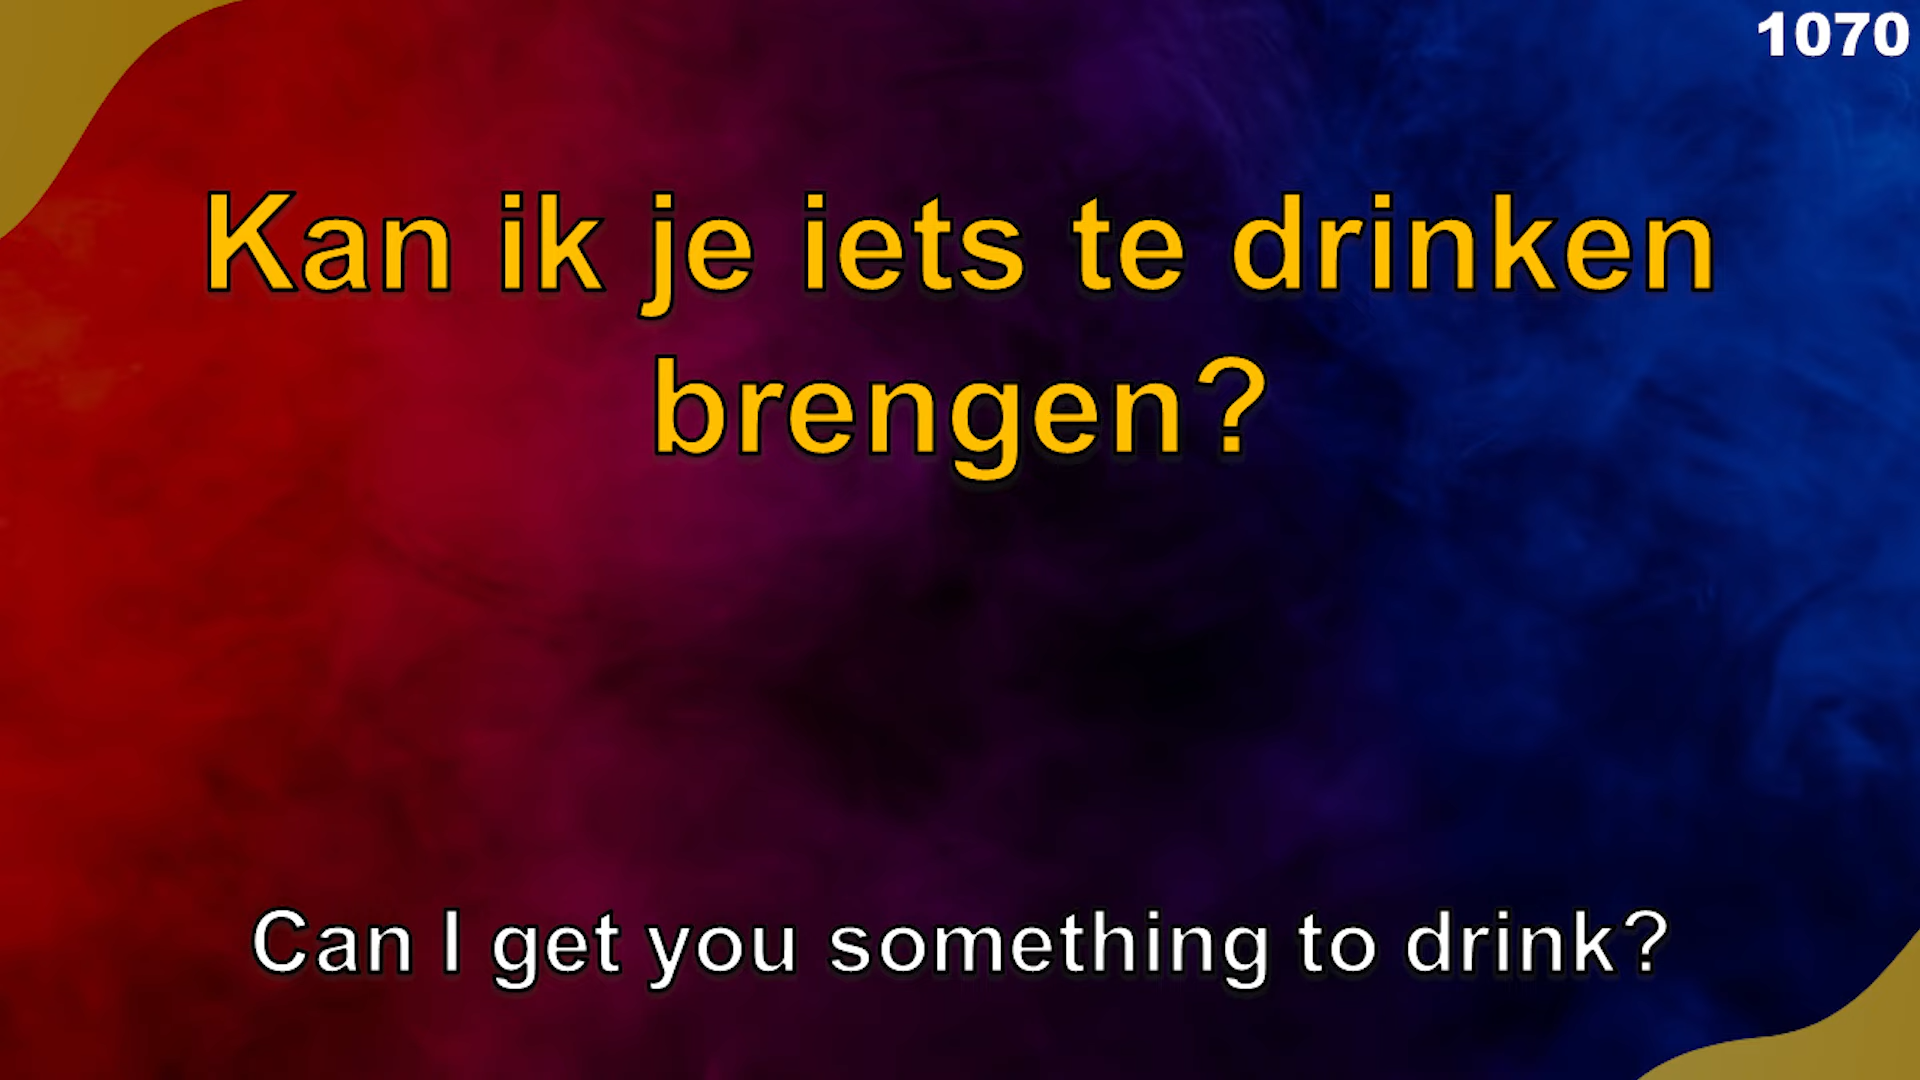 1070
Kan ik je iets te drinken
brengen?
Can I get you something to drink?